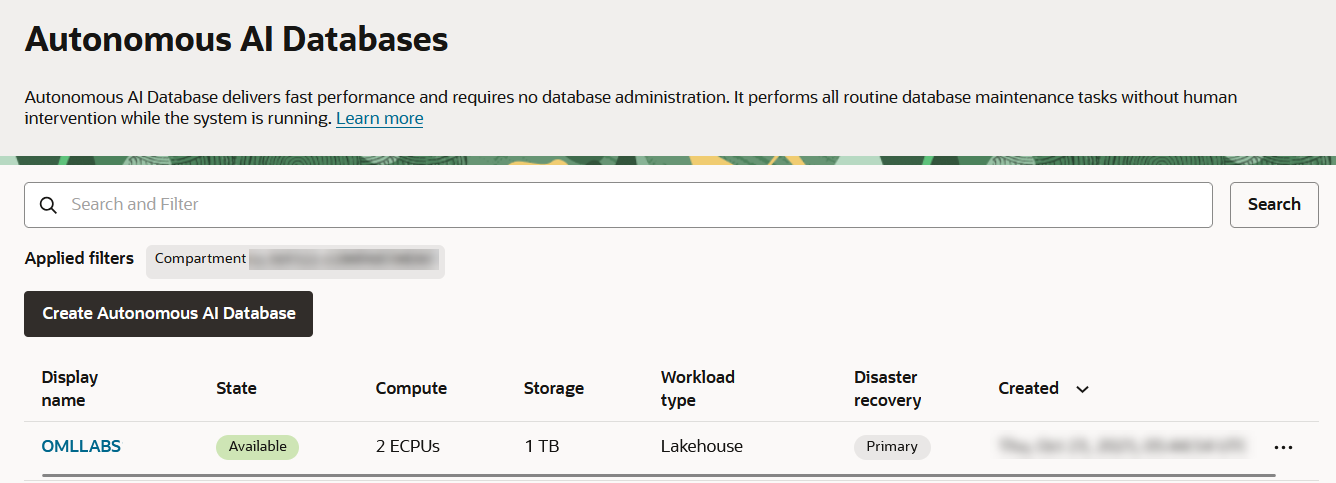 Autonomous AI Databases
Autonomous AI Database delivers fast performance and requires no database administration. It performs all routine database maintenance tasks without human
intervention while the system is running. Learn more
Search and Filter
Search
Applied filters
Compartment
Create Autonomous AI Database
Display name
State
Compute
Storage
Workload type
Disaster recovery
Created
OMLLABS
Available
2 ECPUs
1 TB
Lakehouse
Primary